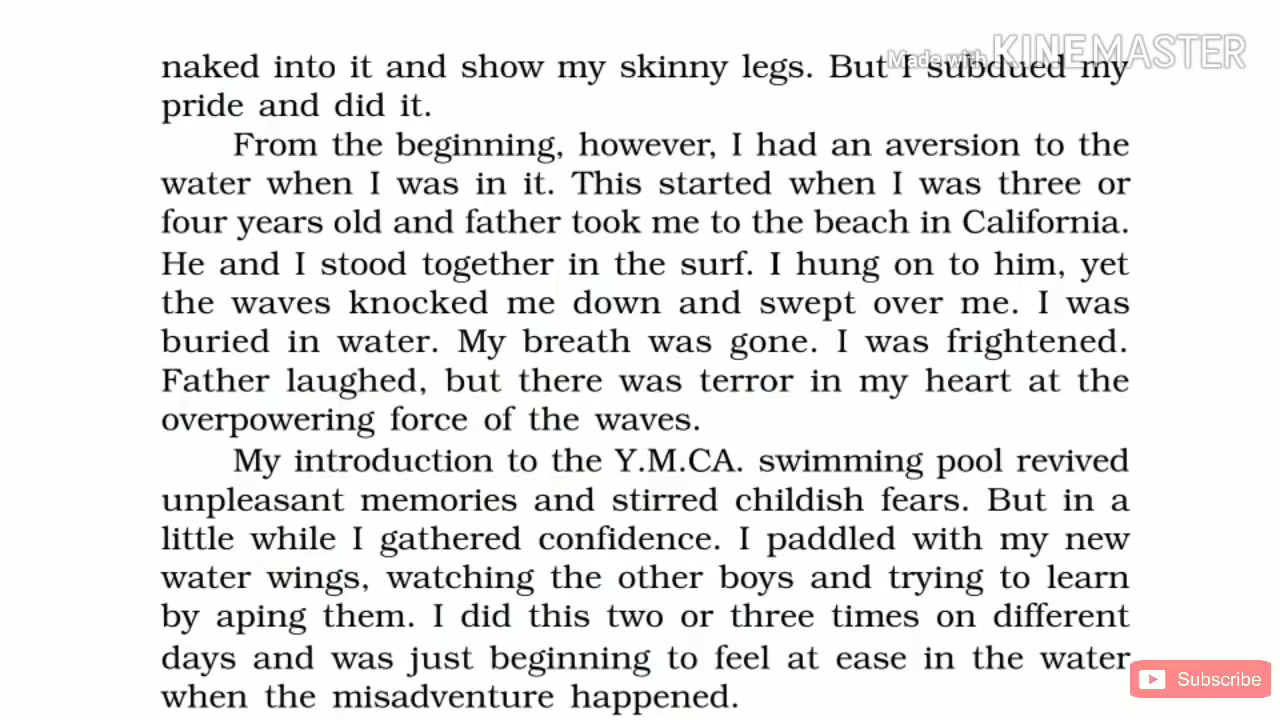 Made with KINEMASTER
naked into it and show my skinny legs. But I subdued my
pride and did it.
From the beginning, however, I had an aversion to the
water when I was in it. This started when I was three or
four years old and father took me to the beach in California.
He and I stood together in the surf. I hung on to him, yet
the waves knocked me down and swept over me. I was
buried in water. My breath was gone. I was frightened.
Father laughed, but there was terror in my heart at the
overpowering force of the waves.
My introduction to the Y.M.CA. swimming pool revived
unpleasant memories and stirred childish fears. But in a
little while I gathered confidence. I paddled with my new
water wings, watching the other boys and trying to learn
by aping them. I did this two or three times on different
days and was just beginning to feel at ease in the water
when the misadventure happened.
Subscribe